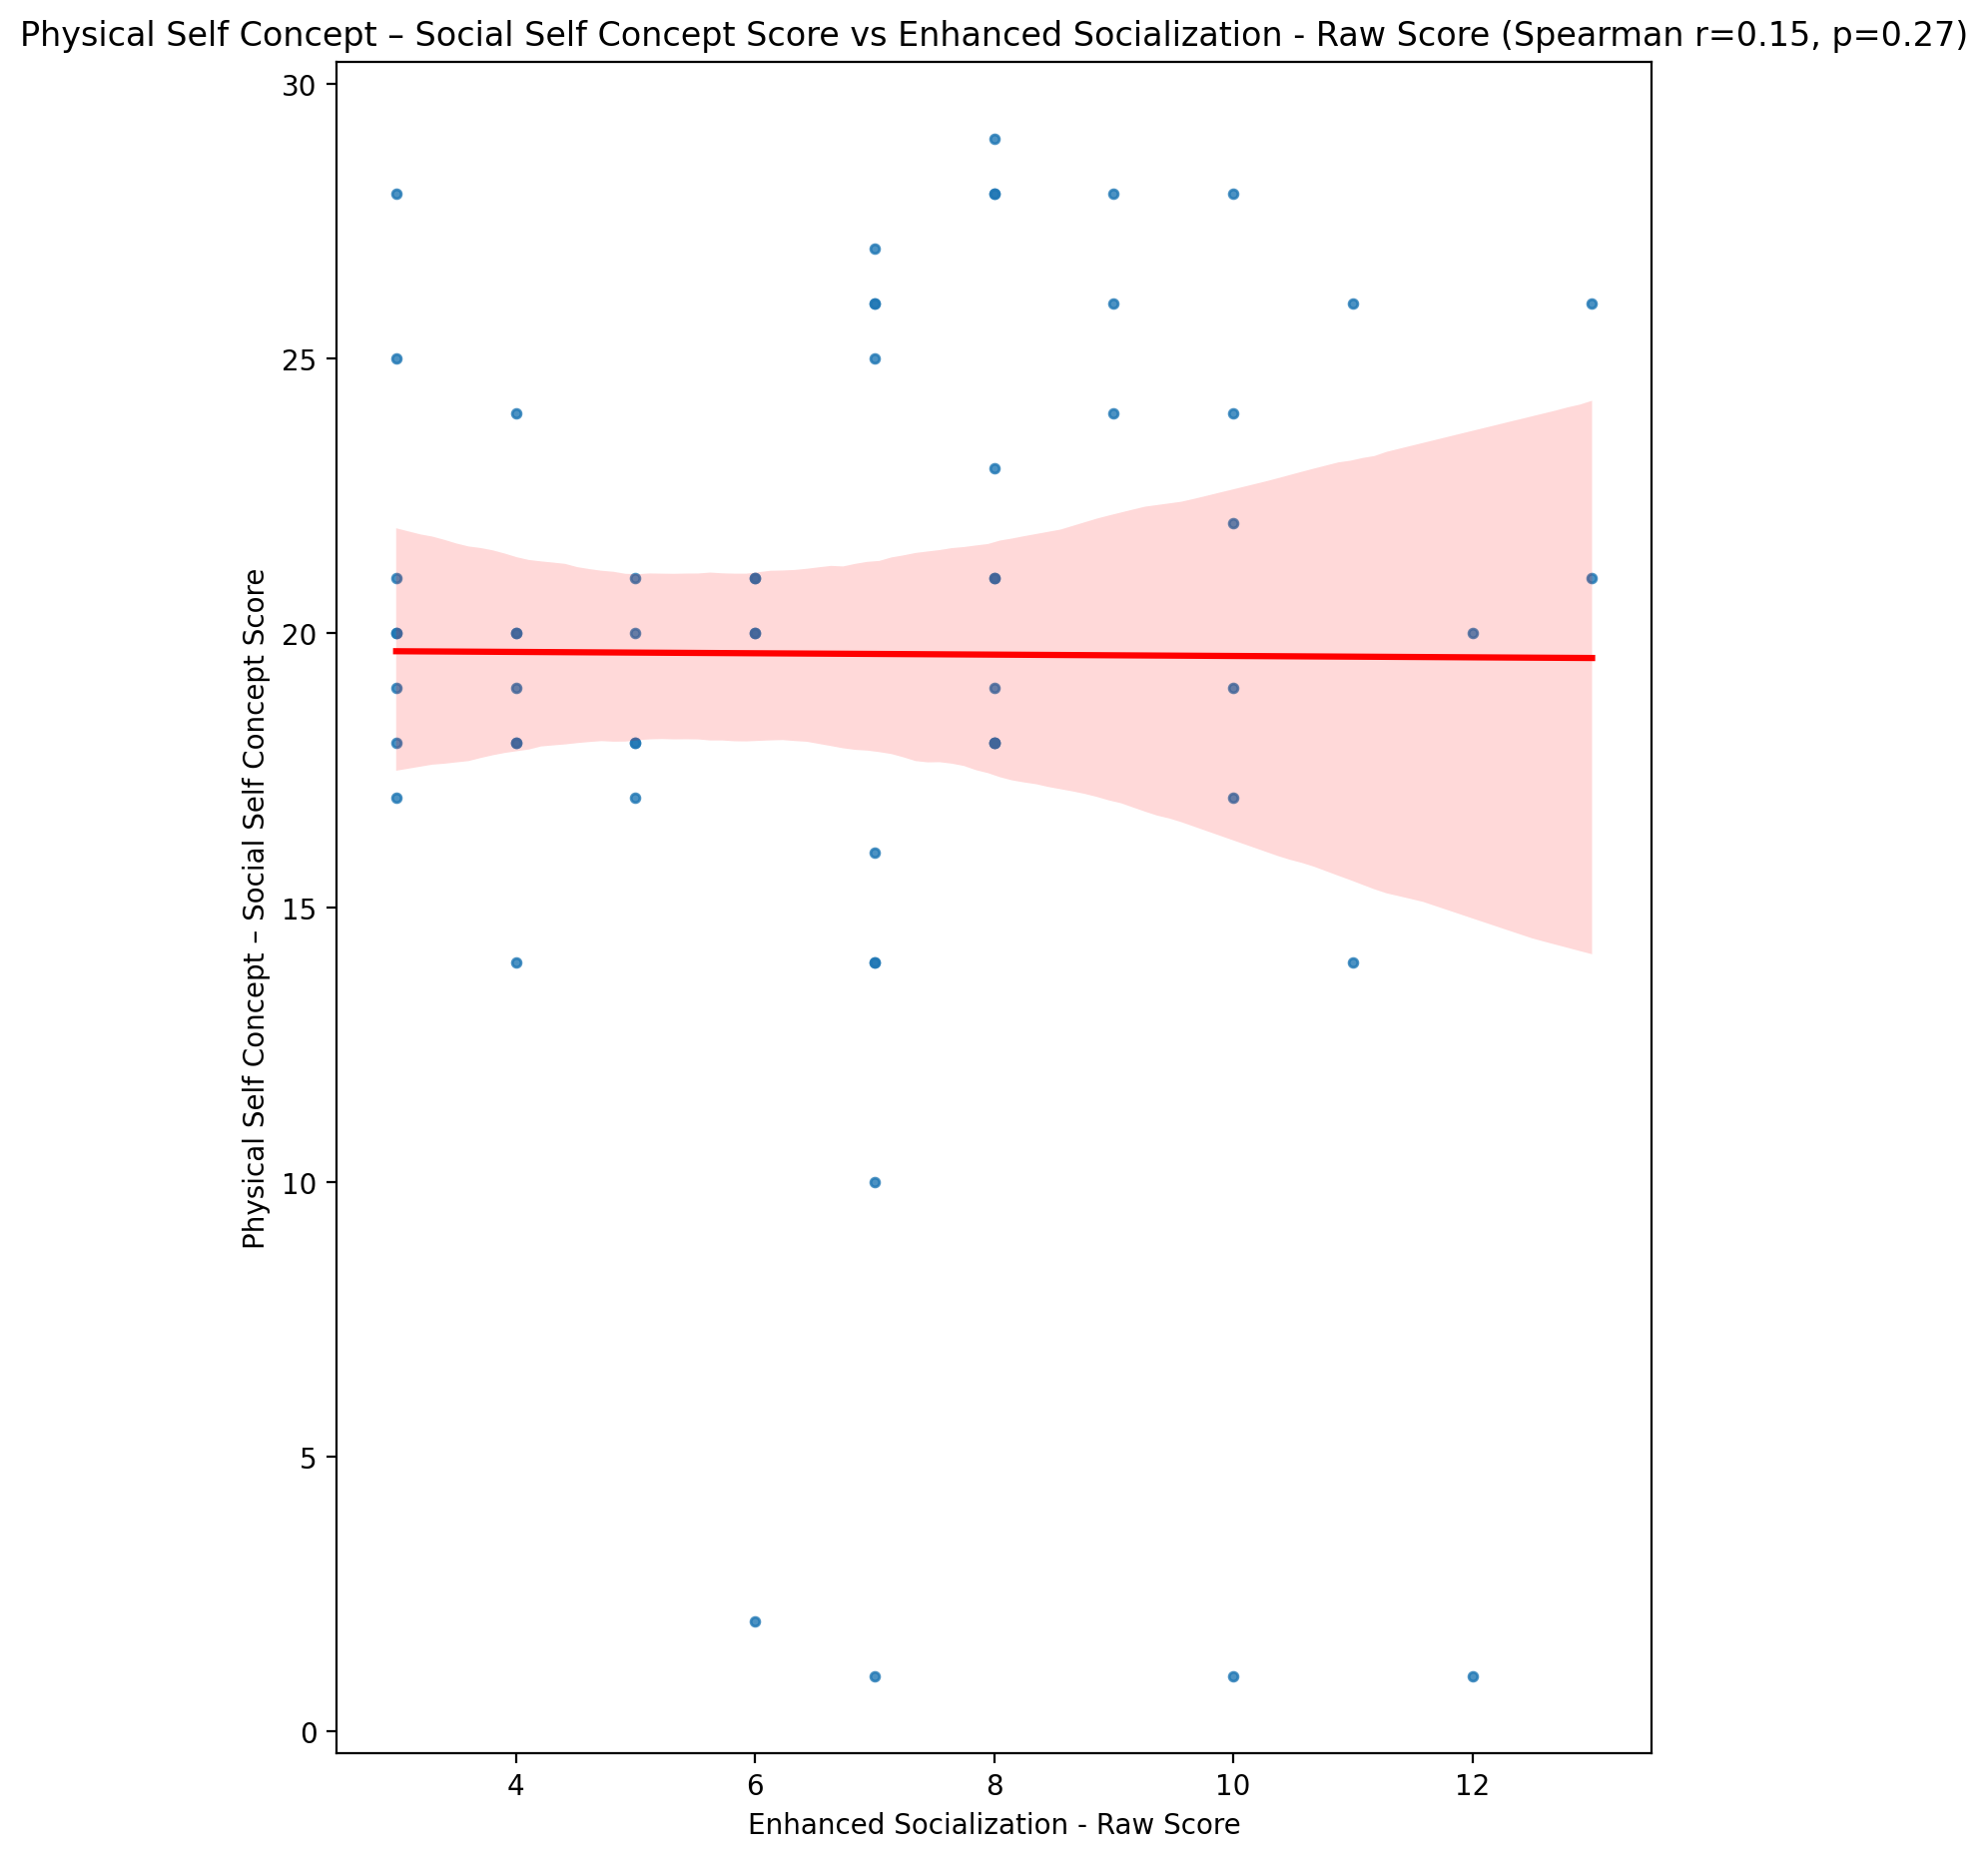 Physical Self Concept – Social Self Concept Score vs Enhanced Socialization - Raw Score (Spearman r=0.15, p=0.27)
Physical Self Concept – Social Self Concept Score
30
25
20
15
10
5
0
4 6 8 10 12
Enhanced Socialization - Raw Score